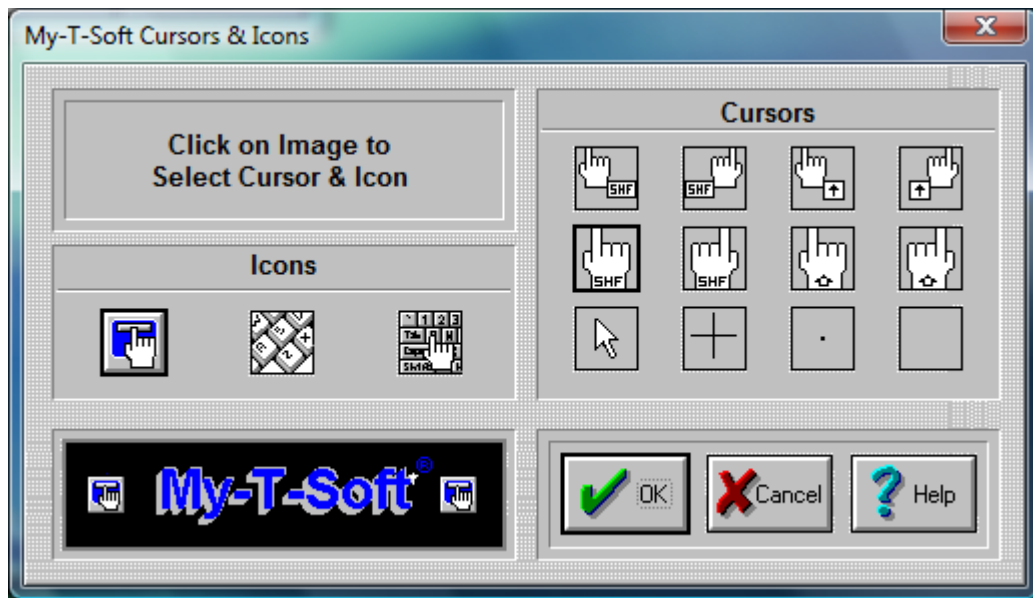 My-T-Soft Cursors & Icons
Click on Image to
Select Cursor & Icon
Icons
Cursors
SHF
SHF
SHF
SHF
My-T-Soft®
OK
Cancel
Help